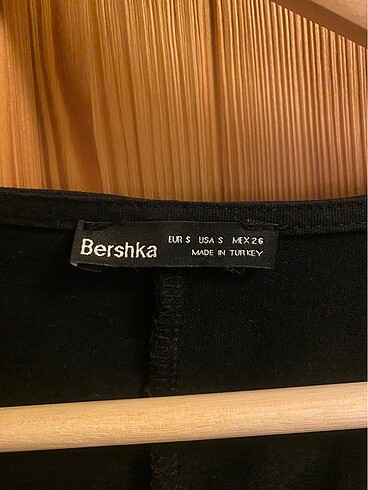 Bershka
EUR S USA S MEX 26
MADE IN TURKEY